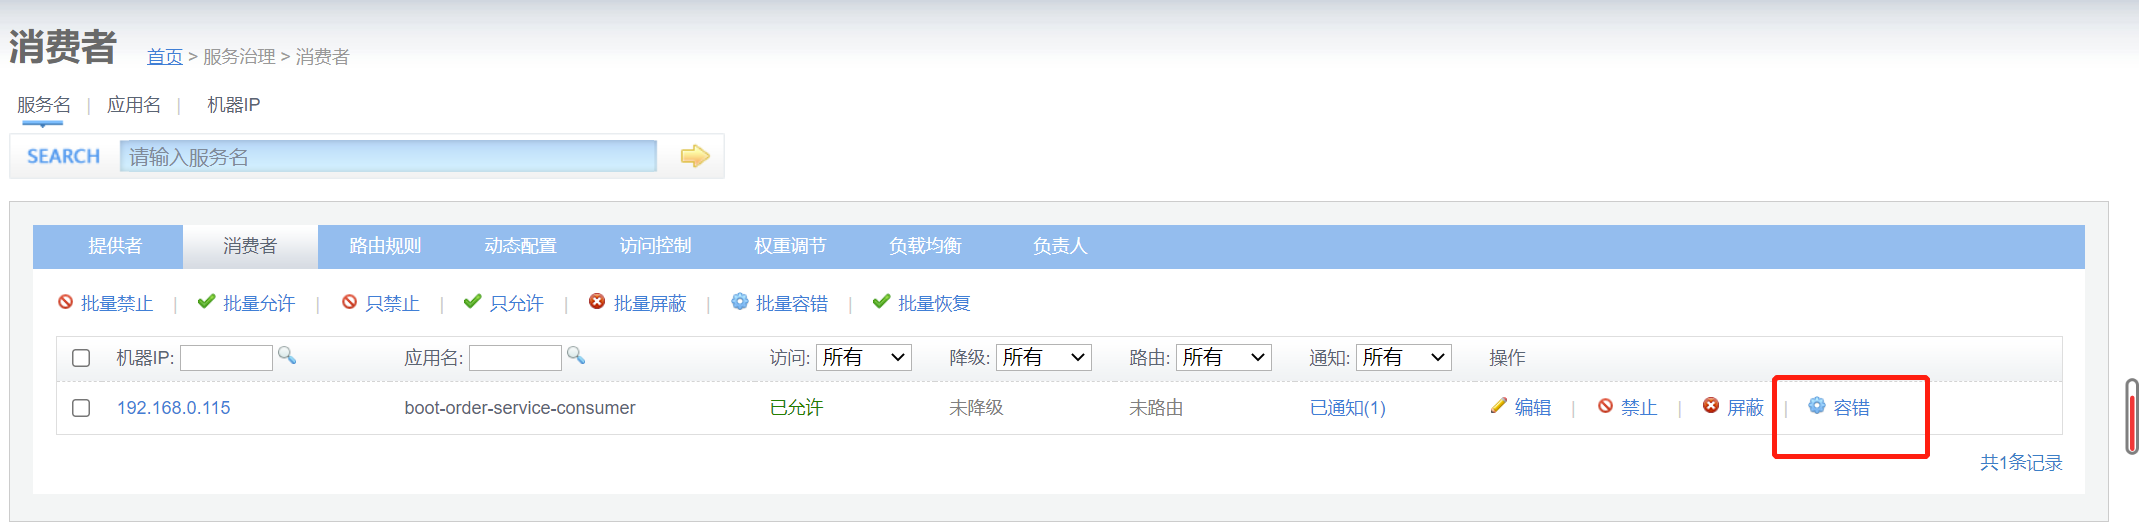 消费者 首页 > 服务治理 > 消费者
服务名 | 应用名 | 机器IP
SEARCH 请输入服务名
提供者 消费者 路由规则 动态配置 访问控制 权重调节 负载均衡 负责人
批量禁止 | 批量允许 | 只禁止 | 只允许 | 批量屏蔽 | 批量容错 | 批量恢复
机器IP: 应用名: 访问: 所有 降级: 所有 路由: 所有 通知: 所有 操作
192.168.0.115 boot-order-service-consumer 已允许 未降级 未路由 已通知(1) 编辑 | 禁止 | 屏蔽 | 容错
共1条记录